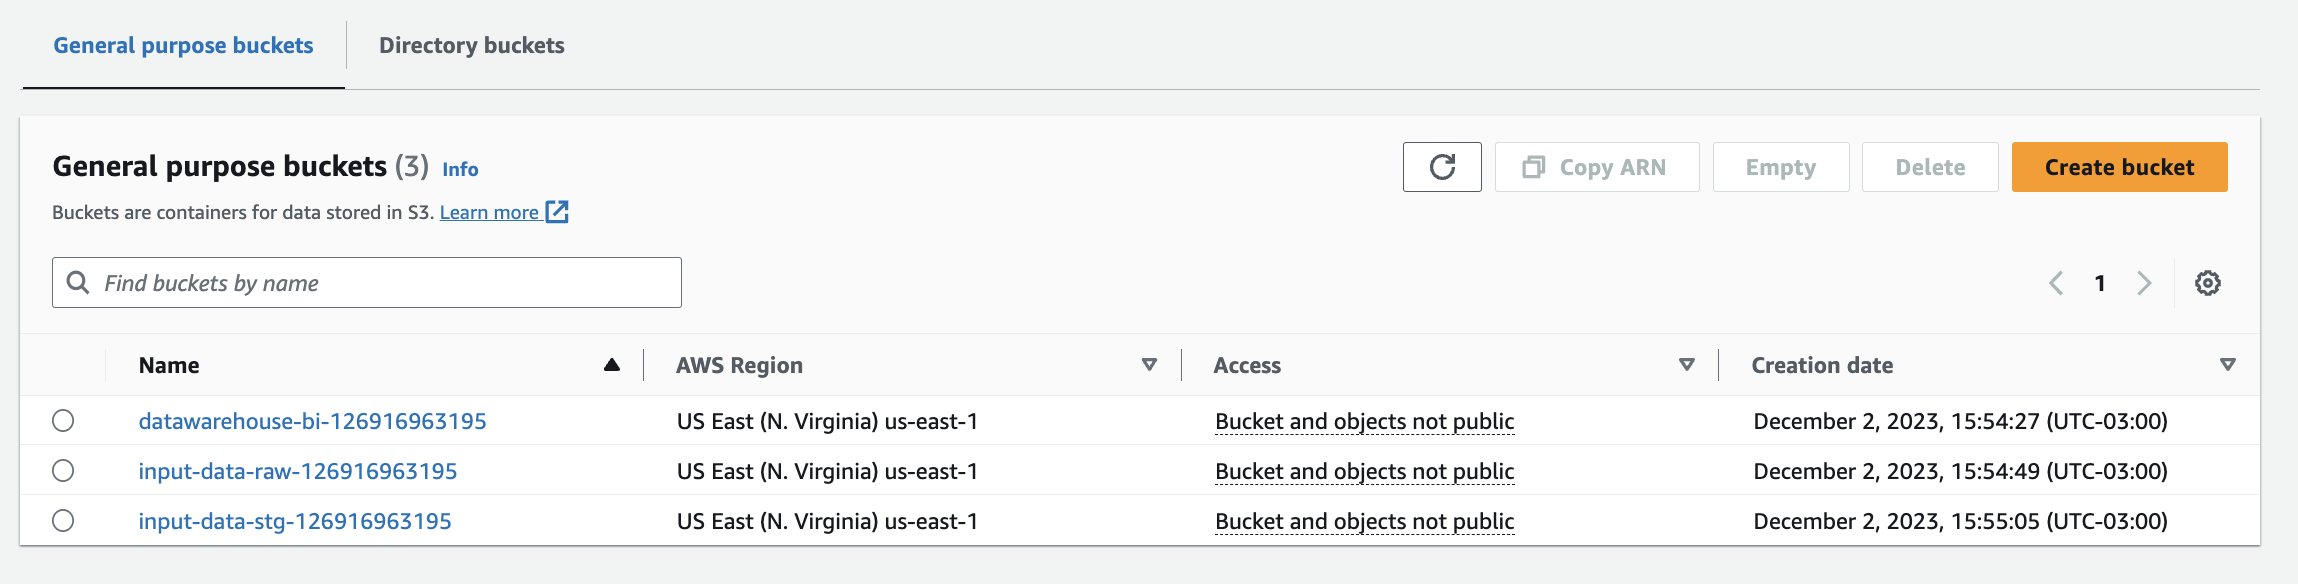 General purpose buckets Directory buckets
General purpose buckets (3) Info
Copy ARN Empty Delete Create bucket
Buckets are containers for data stored in S3. Learn more
Find buckets by name
1
Name AWS Region Access Creation date
datawarehouse-bi-126916963195 US East (N. Virginia) us-east-1 Bucket and objects not public December 2, 2023, 15:54:27 (UTC-03:00)
input-data-raw-126916963195 US East (N. Virginia) us-east-1 Bucket and objects not public December 2, 2023, 15:54:49 (UTC-03:00)
input-data-stg-126916963195 US East (N. Virginia) us-east-1 Bucket and objects not public December 2, 2023, 15:55:05 (UTC-03:00)